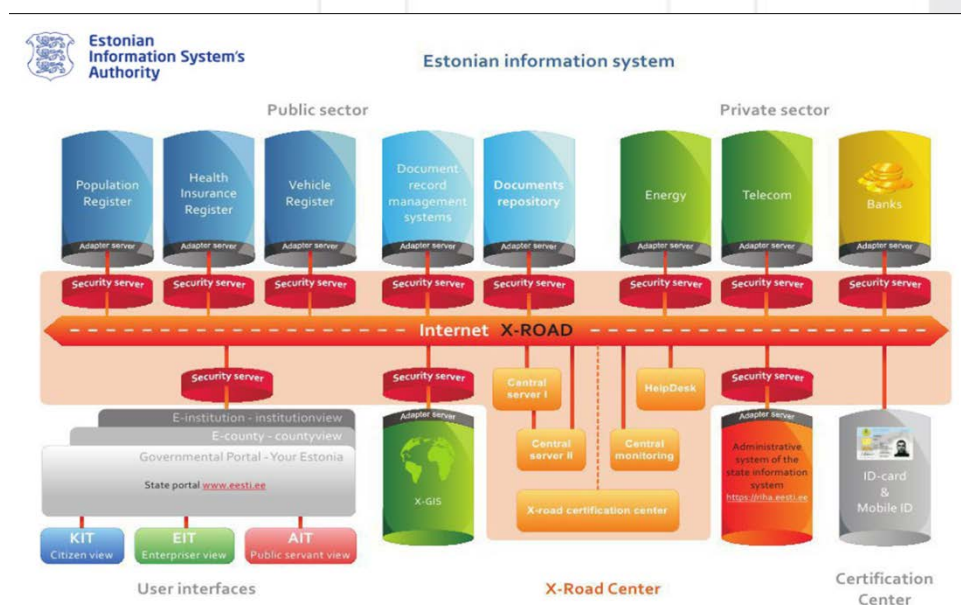 Estonian
Information System's
Authority
Estonian information system
Public sector
Private sector
Population
Register
Health
Insurance
Register
Vehicle
Register
Document
record
management
systems
Documents
repository
Energy
Telecom
Banks
Adapter server
Adapter server
Adapter server
Adapter server
Adapter server
Adapter server
Adapter server
Adapter server
Security server
Security server
Security server
Security server
Security server
Security server
Security server
Security server
Internet X-ROAD
Security server
Security server
Central
server I
HelpDesk
Security server
E-institution - institutionview
E-county - countyview
Governmental Portal - Your Estonia
State portal www.eesti.ee
Adapter server
X-GIS
Central
server II
Central
monitoring
X-road certification center
Adapter server
Administrative
system of the
state information
system
https://riha.eesti.ee
ID-card
&
Mobile ID
KIT
Citizen view
EIT
Enterpriser view
AIT
Public servant view
User interfaces
X-Road Center
Certification
Center